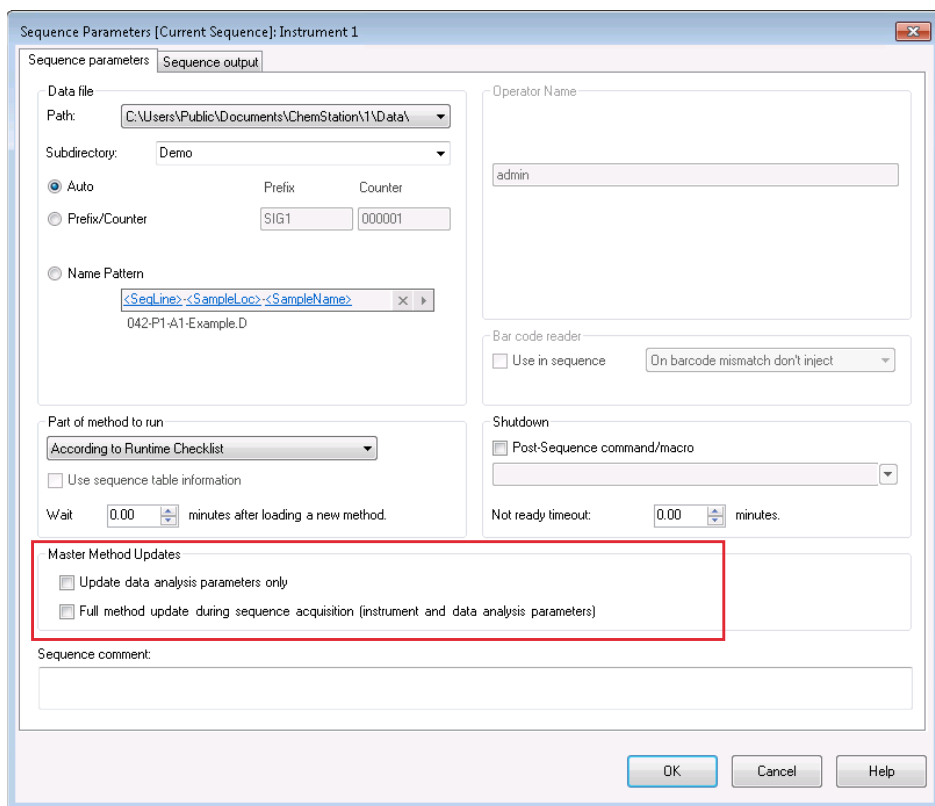 Sequence Parameters [Current Sequence]: Instrument 1
Sequence parameters
Sequence output
Data file
Path:
C:\Users\Public\Documents\ChemStation\1\Data\
Subdirectory:
Demo
Auto
Prefix
Counter
Prefix/Counter
SIG1
000001
Name Pattern
<SeqLine>-<SampleLoc>-<SampleName>
042-P1-A1-Example.D
Operator Name
admin
Bar code reader
Use in sequence
On barcode mismatch don't inject
Part of method to run
According to Runtime Checklist
Use sequence table information
Wait 0.00 minutes after loading a new method.
Shutdown
Post-Sequence command/macro
Not ready timeout: 0.00 minutes.
Master Method Updates
Update data analysis parameters only
Full method update during sequence acquisition (instrument and data analysis parameters)
Sequence comment:
OK
Cancel
Help